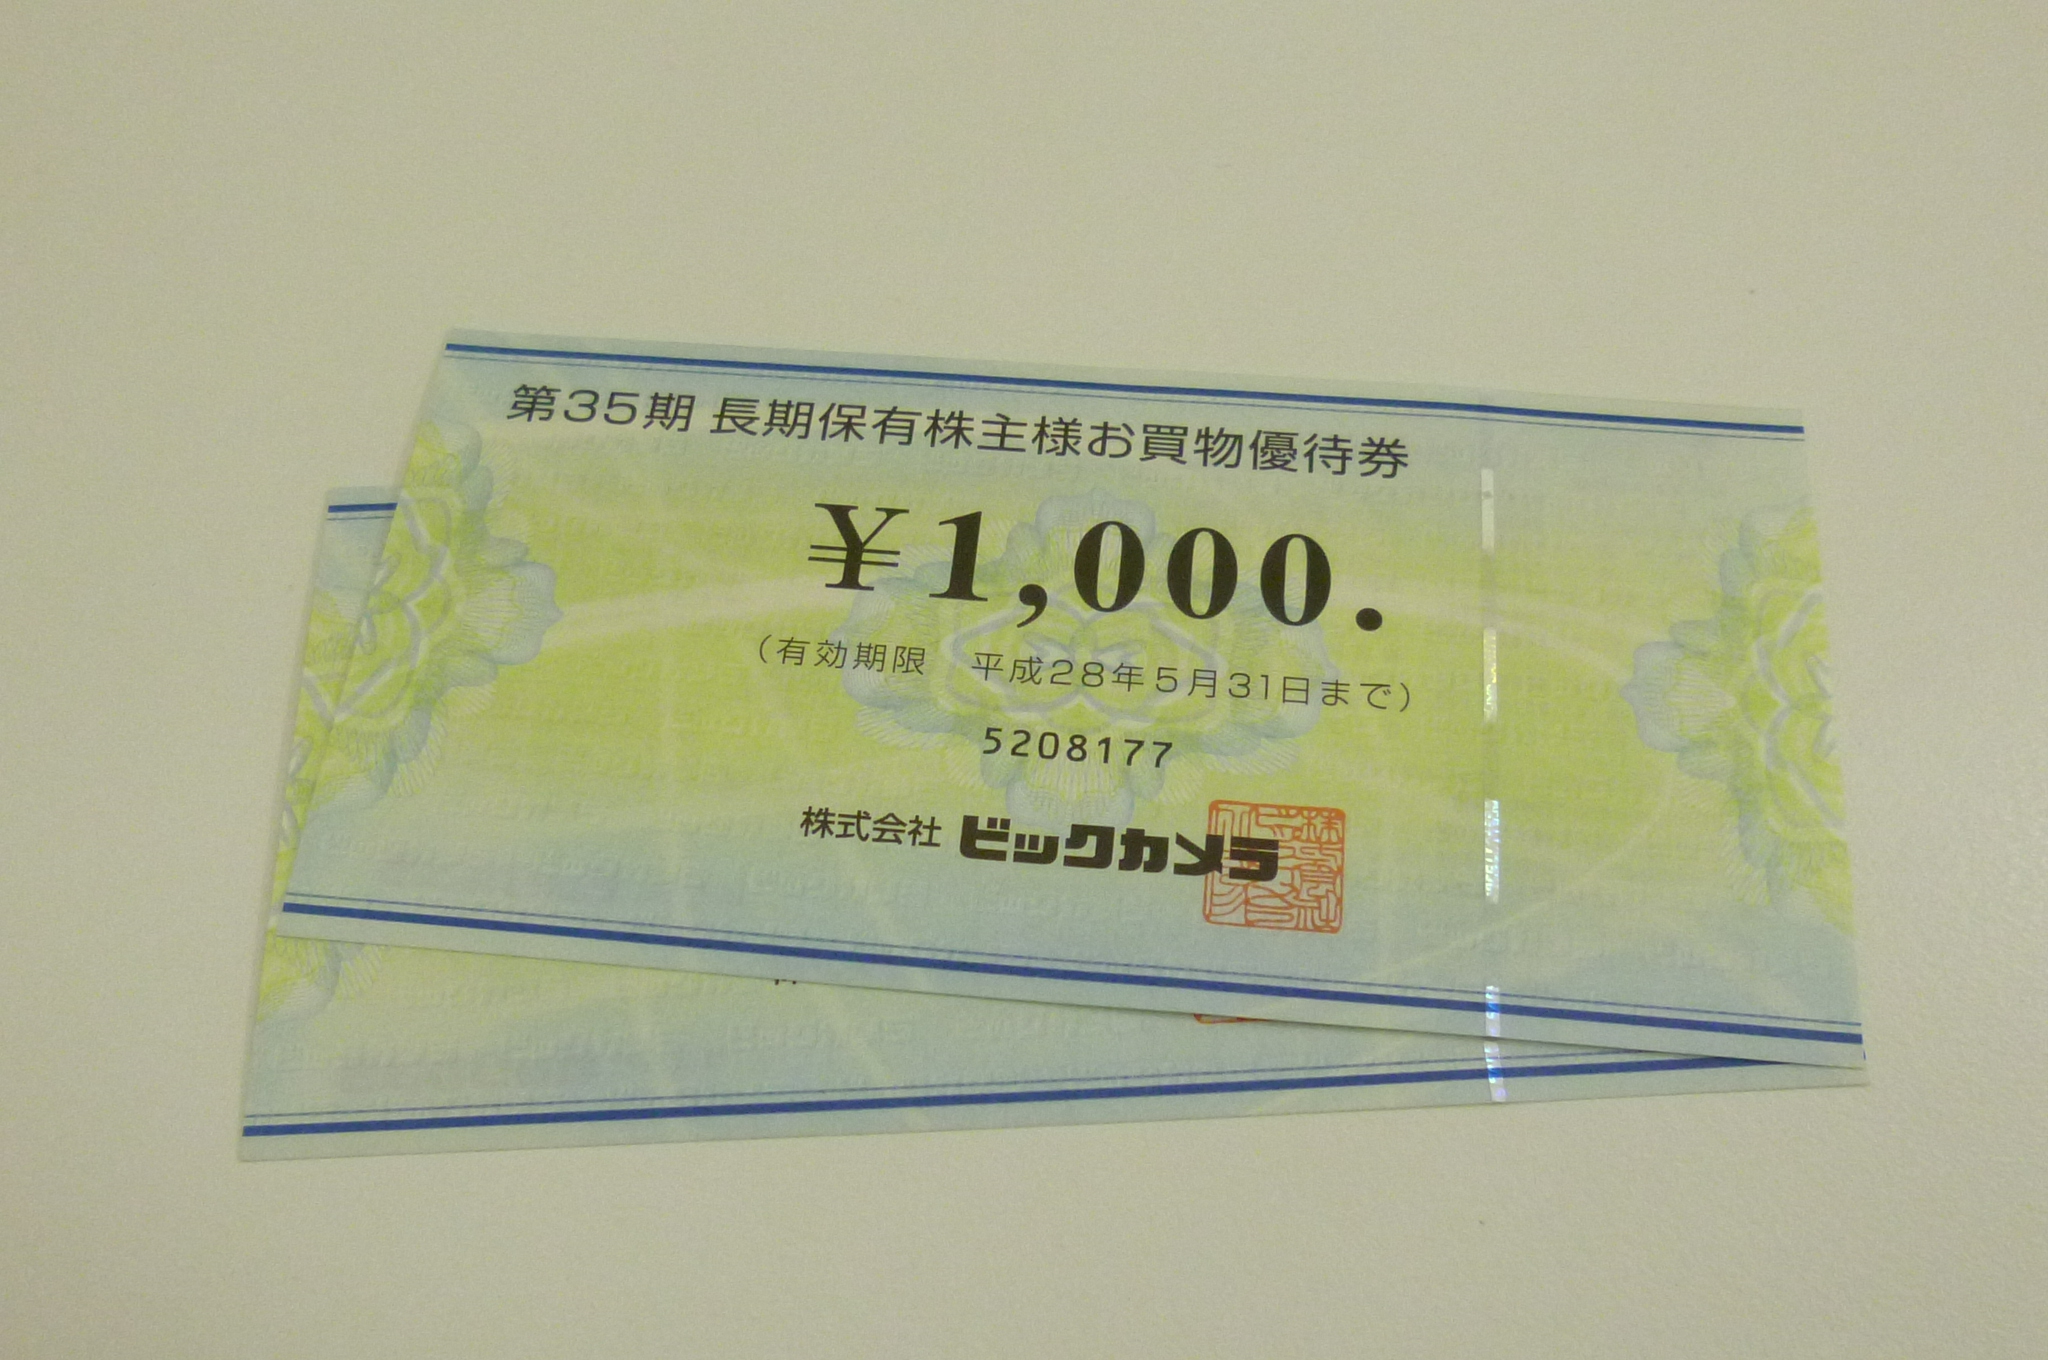 第35期 長期保有株主様お買物優待券
¥1,000.
（有効期限　平成28年5月31日まで）
5208177
株式会社 ビックカメラ